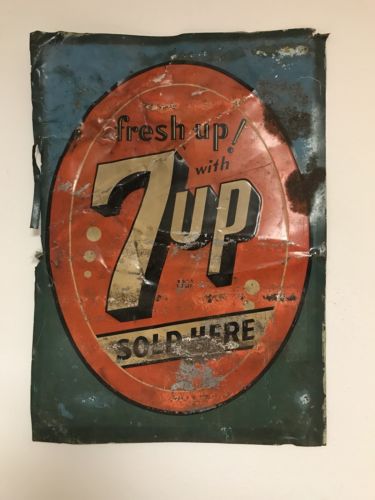 fresh up!
with
7up
SOLD HERE